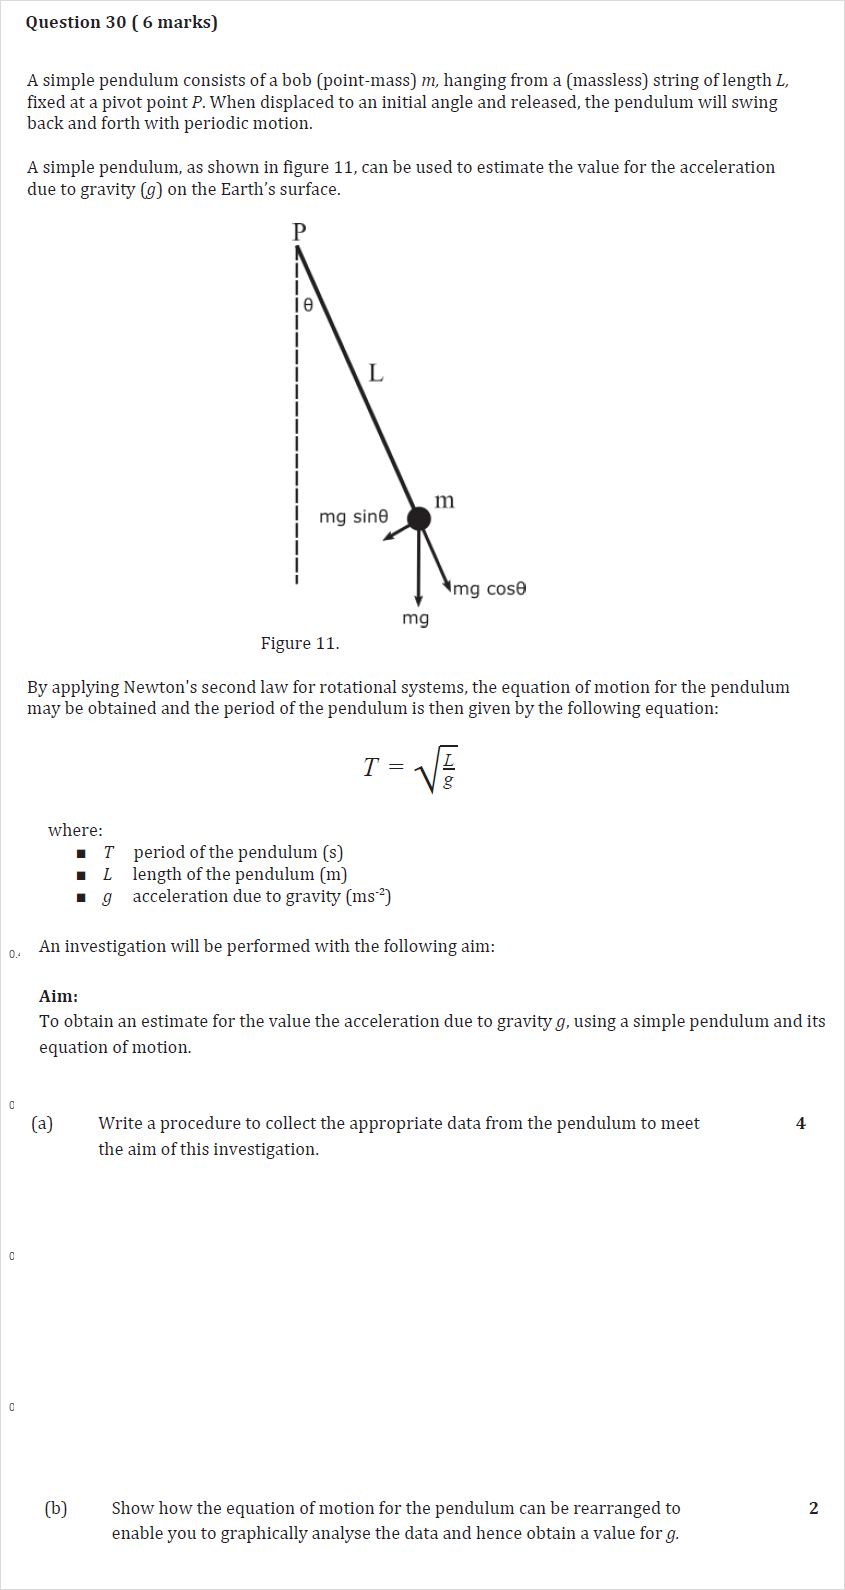 Question 30 ( 6 marks)
A simple pendulum consists of a bob (point-mass) m, hanging from a (massless) string of length L,
fixed at a pivot point P. When displaced to an initial angle and released, the pendulum will swing
back and forth with periodic motion.
A simple pendulum, as shown in figure 11, can be used to estimate the value for the acceleration
due to gravity (g) on the Earth's surface.
P
θ
L
m
mg sinθ
mg cosθ
mg
Figure 11.
By applying Newton's second law for rotational systems, the equation of motion for the pendulum
may be obtained and the period of the pendulum is then given by the following equation:
T = √(L/g)
where:
■ T period of the pendulum (s)
■ L length of the pendulum (m)
■ g acceleration due to gravity (ms⁻²)
An investigation will be performed with the following aim:
Aim:
To obtain an estimate for the value the acceleration due to gravity g, using a simple pendulum and its
equation of motion.
(a) Write a procedure to collect the appropriate data from the pendulum to meet 4
the aim of this investigation.
(b) Show how the equation of motion for the pendulum can be rearranged to 2
enable you to graphically analyse the data and hence obtain a value for g.